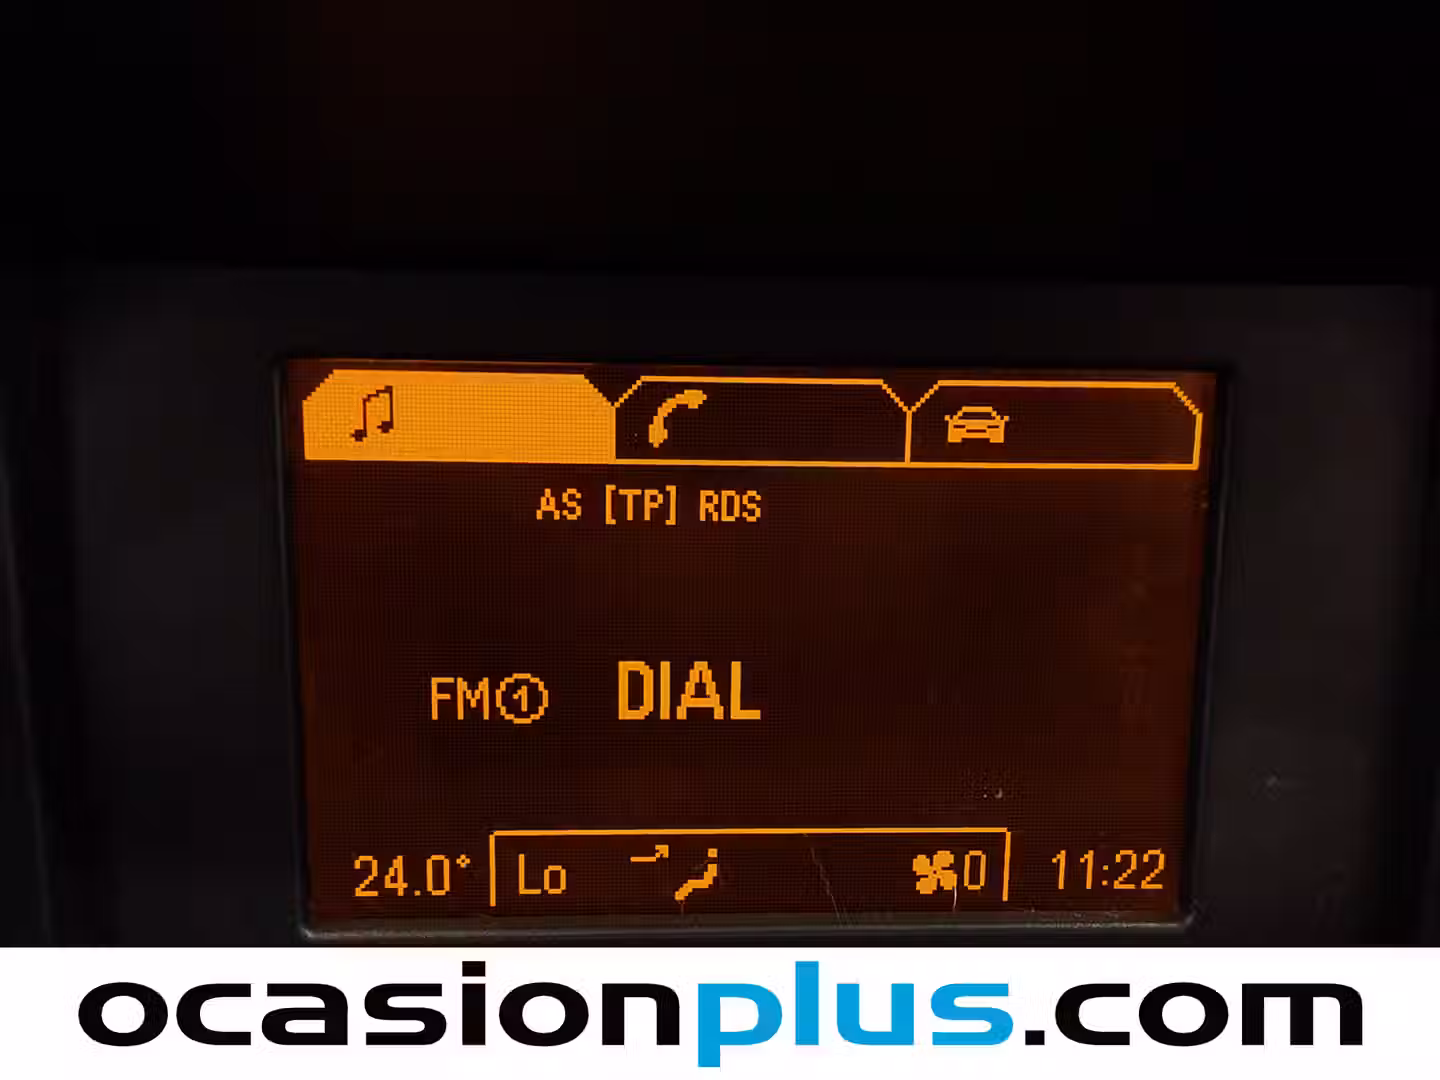 AS [TP] RDS
FM① DIAL
24.0° Lo 0 11:22
ocasionplus.com